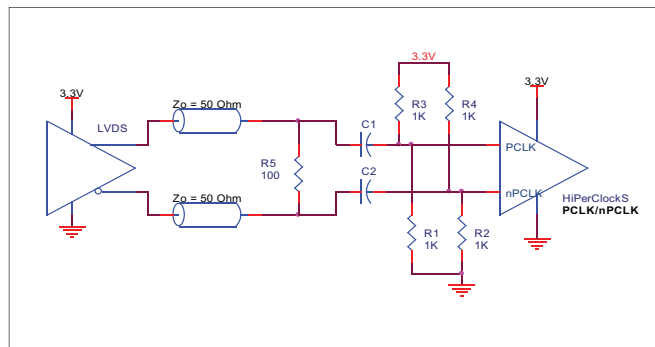 3.3V
LVDS
Zo = 50 Ohm
Zo = 50 Ohm
R5
100
C1
C2
3.3V
R3
1K
R4
1K
R1
1K
R2
1K
3.3V
PCLK
nPCLK
HiPerClockS
PCLK/nPCLK